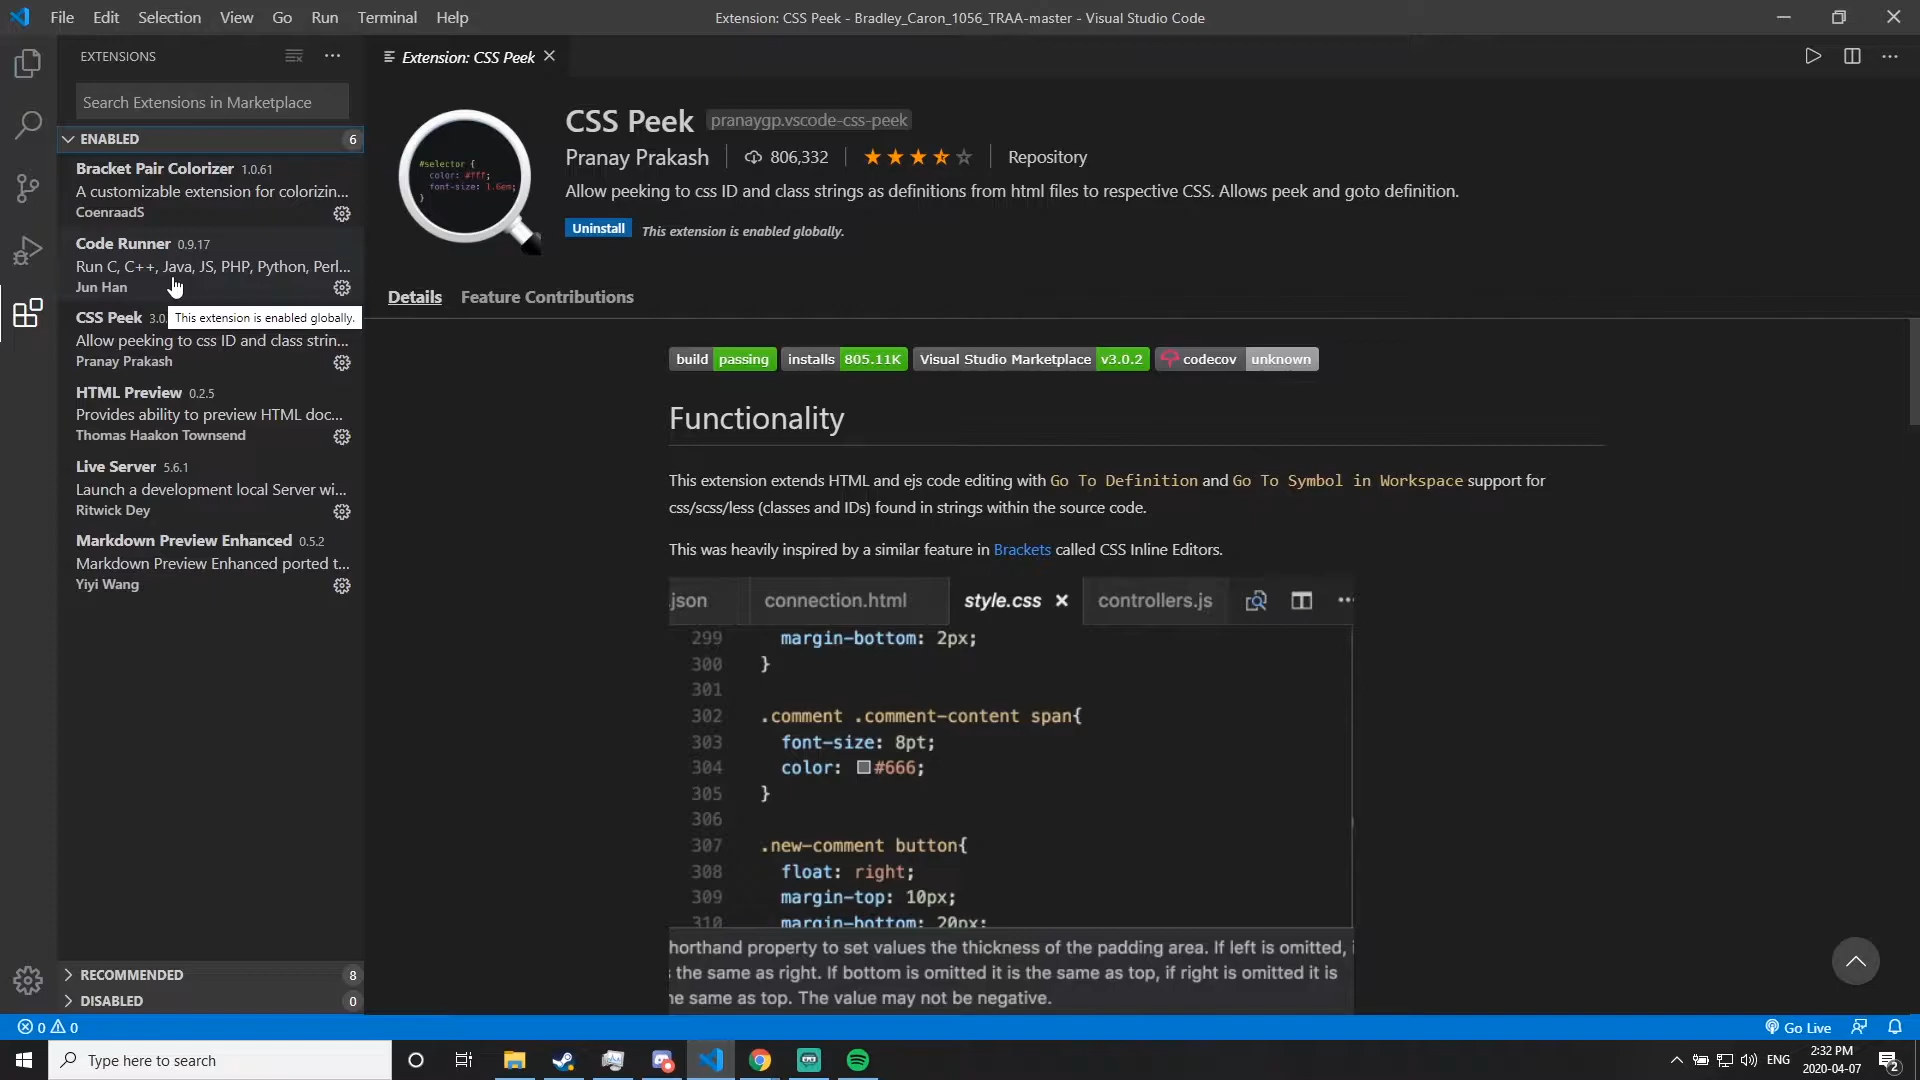 File Edit Selection View Go Run Terminal Help
Extension: CSS Peek - Bradley_Caron_1056_TRAA-master - Visual Studio Code
EXTENSIONS
Search Extensions in Marketplace
ENABLED 6
Bracket Pair Colorizer 1.0.61
A customizable extension for colorizin...
CoenraadS
Code Runner 0.9.17
Run C, C++, Java, JS, PHP, Python, Perl...
Jun Han
CSS Peek 3.0.
This extension is enabled globally.
Allow peeking to css ID and class strin...
Pranay Prakash
HTML Preview 0.2.5
Provides ability to preview HTML doc...
Thomas Haakon Townsend
Live Server 5.6.1
Launch a development local Server wi...
Ritwick Dey
Markdown Preview Enhanced 0.5.2
Markdown Preview Enhanced ported t...
Yiyi Wang
RECOMMENDED 8
DISABLED 0
Extension: CSS Peek
#selector {
color: #fff;
font-size: 1.6em;
}
CSS Peek pranaygp.vscode-css-peek
Pranay Prakash 806,332 Repository
Allow peeking to css ID and class strings as definitions from html files to respective CSS. Allows peek and goto definition.
Uninstall This extension is enabled globally.
Details Feature Contributions
build passing installs 805.11K Visual Studio Marketplace v3.0.2 codecov unknown
Functionality
This extension extends HTML and ejs code editing with Go To Definition and Go To Symbol in Workspace support for
css/scss/less (classes and IDs) found in strings within the source code.
This was heavily inspired by a similar feature in Brackets called CSS Inline Editors.
.json connection.html style.css controllers.js
299 margin-bottom: 2px;
300 }
301
302 .comment .comment-content span{
303 font-size: 8pt;
304 color: #666;
305 }
306
307 .new-comment button{
308 float: right;
309 margin-top: 10px;
310 margin-bottom: 20px;
horthand property to set values the thickness of the padding area. If left is omitted, i
the same as right. If bottom is omitted it is the same as top, if right is omitted it is
he same as top. The value may not be negative.
0 0
Go Live
Type here to search
ENG
2:32 PM
2020-04-07
2